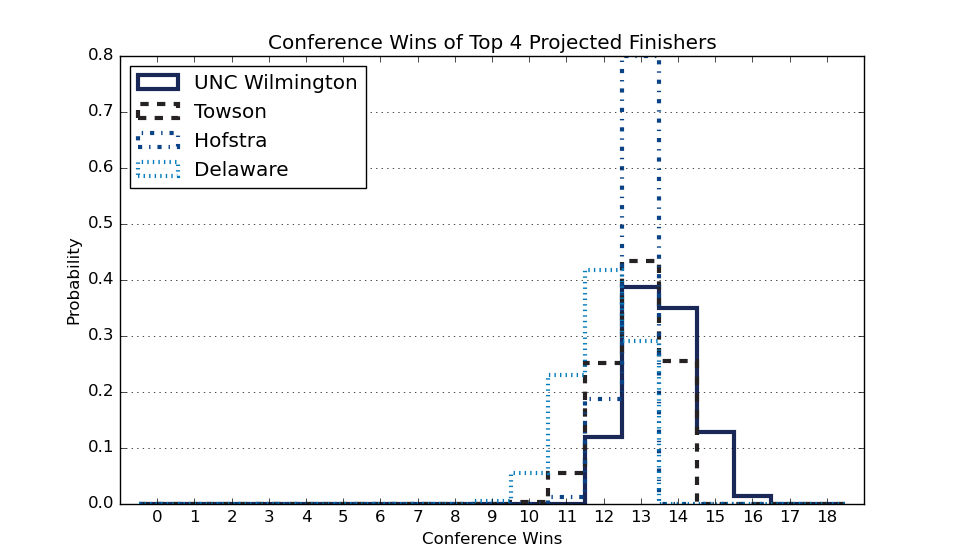 Conference Wins of Top 4 Projected Finishers
0.8
0.7
0.6
0.5
0.4
0.3
0.2
0.1
0.0
Probability
UNC Wilmington
Towson
Hofstra
Delaware
0 1 2 3 4 5 6 7 8 9 10 11 12 13 14 15 16 17 18
Conference Wins